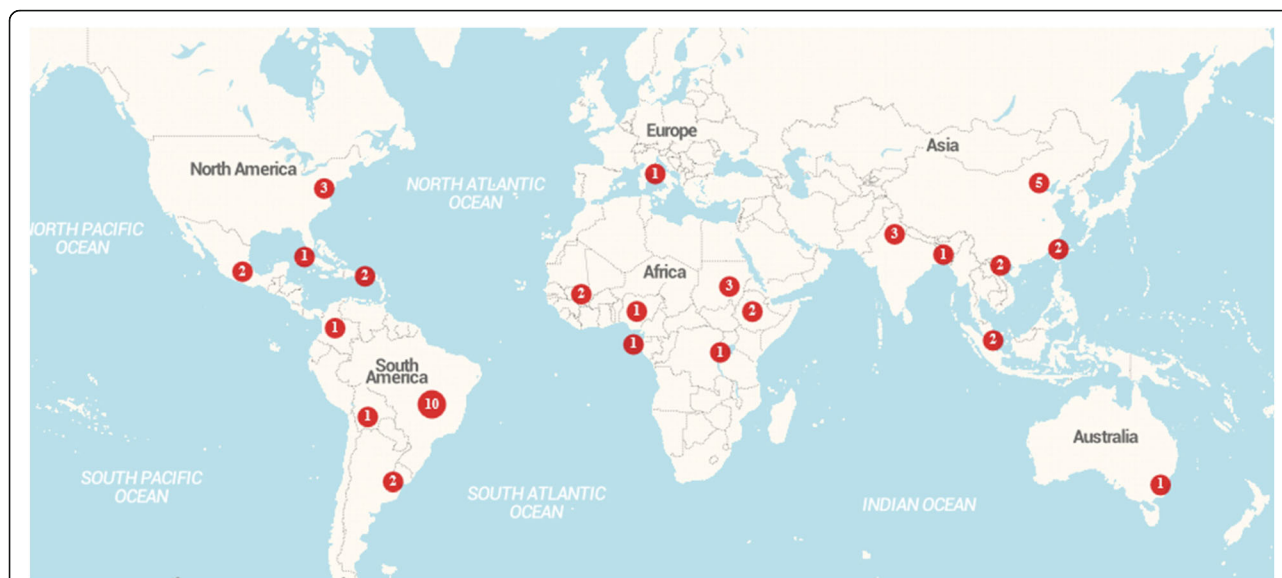 Europe
Asia
North America
1
3
5
NORTH ATLANTIC
OCEAN
NORTH PACIFIC
OCEAN
3
2
1
1
2
2
2
2
Africa
3
2
1
2
1
1
1
2
South
America
10
1
Australia
2
1
SOUTH PACIFIC
OCEAN
SOUTH ATLANTIC
OCEAN
INDIAN OCEAN